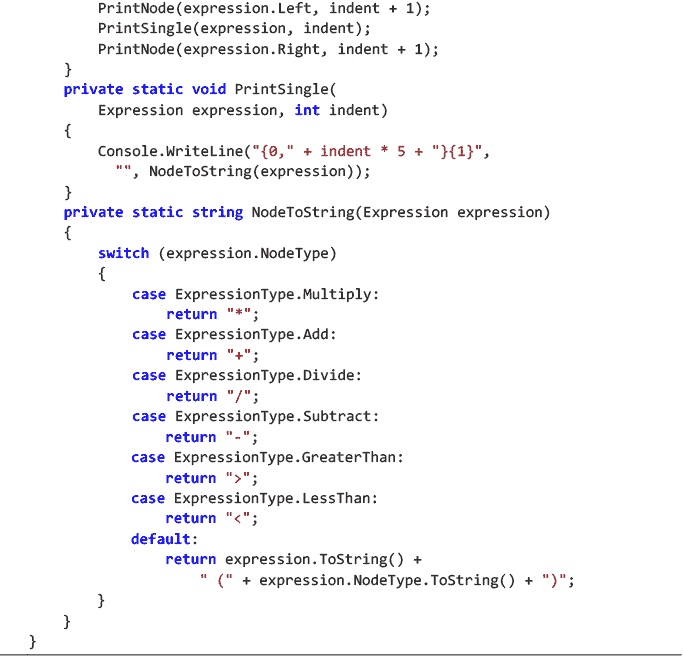 PrintNode(expression.Left, indent + 1);
PrintSingle(expression, indent);
PrintNode(expression.Right, indent + 1);
}
private static void PrintSingle(
Expression expression, int indent)
{
Console.WriteLine("{0," + indent * 5 + "}{1}",
"", NodeToString(expression));
}
private static string NodeToString(Expression expression)
{
switch (expression.NodeType)
{
case ExpressionType.Multiply:
return "*";
case ExpressionType.Add:
return "+";
case ExpressionType.Divide:
return "/";
case ExpressionType.Subtract:
return "-";
case ExpressionType.GreaterThan:
return ">";
case ExpressionType.LessThan:
return "<";
default:
return expression.ToString() +
" (" + expression.NodeType.ToString() + ")";
}
}
}